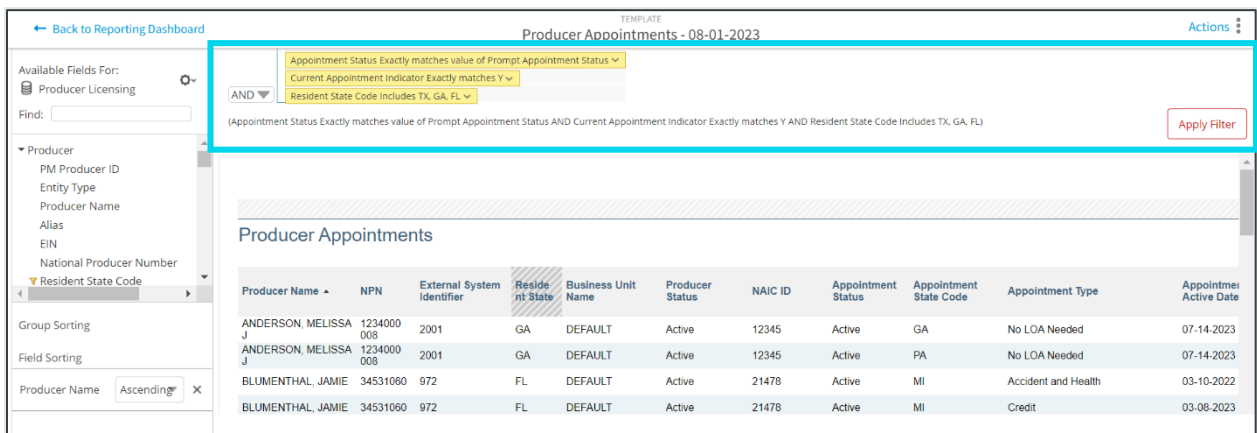 ← Back to Reporting Dashboard
TEMPLATE
Producer Appointments - 08-01-2023
Actions
Available Fields For:
Producer Licensing
Find:
Producer
PM Producer ID
Entity Type
Producer Name
Alias
EIN
National Producer Number
Resident State Code
Group Sorting
Field Sorting
Producer Name Ascending ×
Appointment Status Exactly matches value of Prompt Appointment Status
Current Appointment Indicator Exactly matches Y
AND Resident State Code Includes TX, GA, FL
(Appointment Status Exactly matches value of Prompt Appointment Status AND Current Appointment Indicator Exactly matches Y AND Resident State Code Includes TX, GA, FL)
Apply Filter
Producer Appointments
Producer Name NPN External System Identifier Reside nt State Business Unit Name Producer Status NAIC ID Appointment Status Appointment State Code Appointment Type Appointmen Active Date
ANDERSON, MELISSA J 1234000 008 2001 GA DEFAULT Active 12345 Active GA No LOA Needed 07-14-2023
ANDERSON, MELISSA J 1234000 008 2001 GA DEFAULT Active 12345 Active PA No LOA Needed 07-14-2023
BLUMENTHAL, JAMIE 34531060 972 FL DEFAULT Active 21478 Active MI Accident and Health 03-10-2022
BLUMENTHAL, JAMIE 34531060 972 FL DEFAULT Active 21478 Active MI Credit 03-08-2023